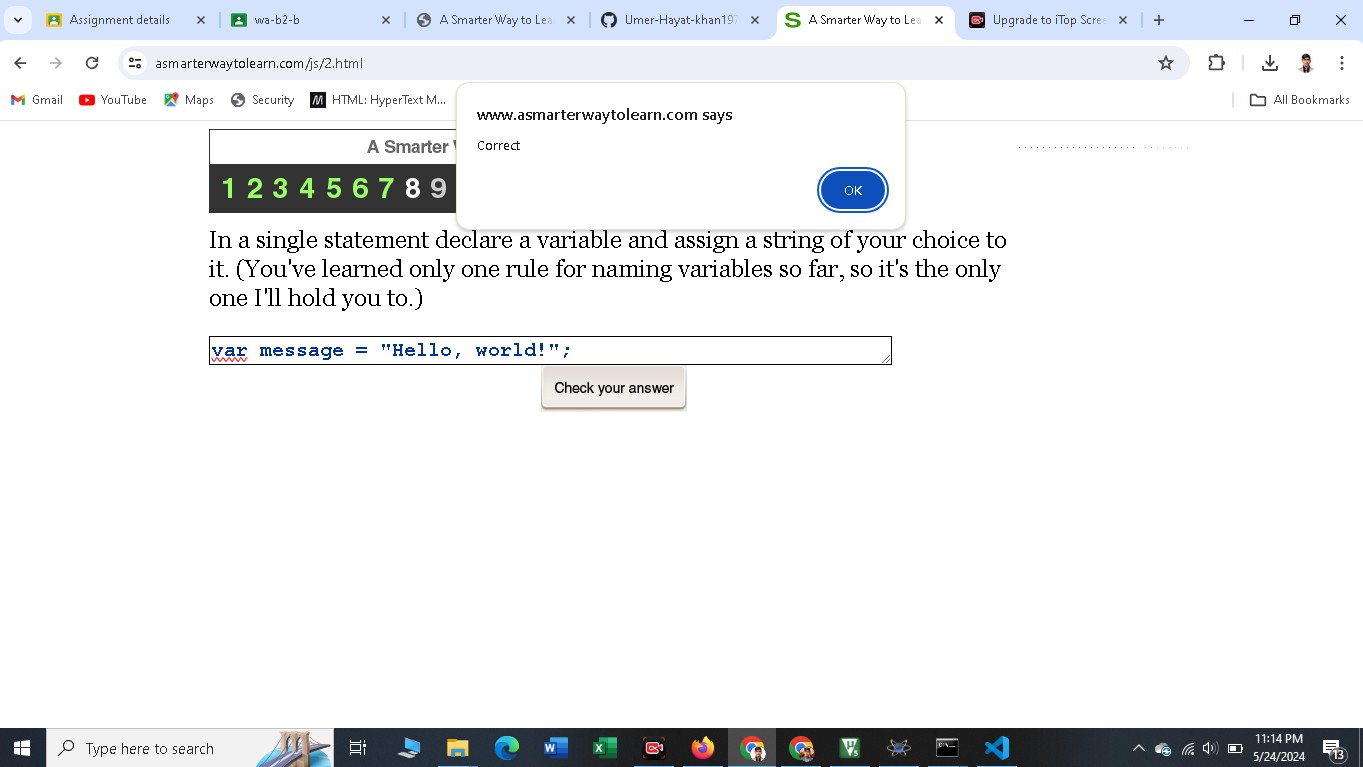 Assignment details
wa-b2-b
A Smarter Way to Lea
Umer-Hayat-khan197
A Smarter Way to Lea
Upgrade to iTop Scree
asmarterwaytolearn.com/js/2.html
Gmail
YouTube
Maps
Security
HTML: HyperText M...
All Bookmarks
www.asmarterwaytolearn.com says
Correct
OK
A Smarter
1 2 3 4 5 6 7 8 9
In a single statement declare a variable and assign a string of your choice to
it. (You've learned only one rule for naming variables so far, so it's the only
one I'll hold you to.)
var message = "Hello, world!";
Check your answer
Type here to search
11:14 PM
5/24/2024
13